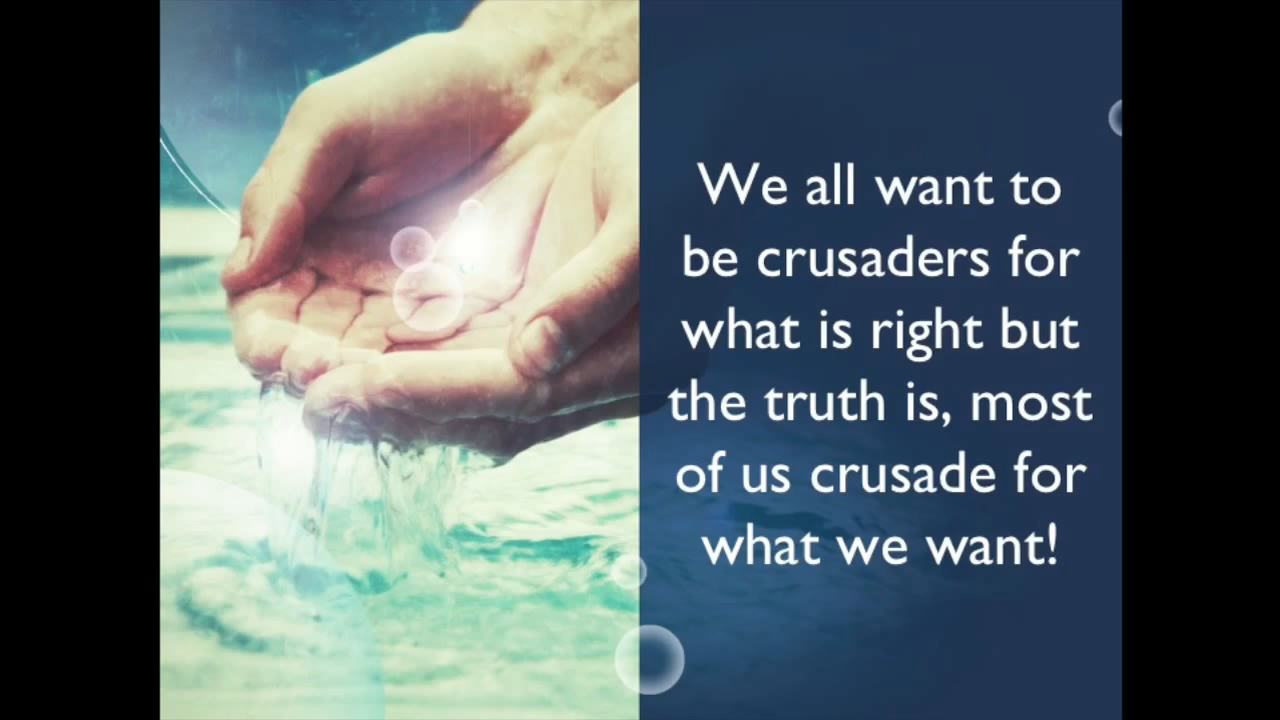 We all want to
be crusaders for
what is right but
the truth is, most
of us crusade for
what we want!